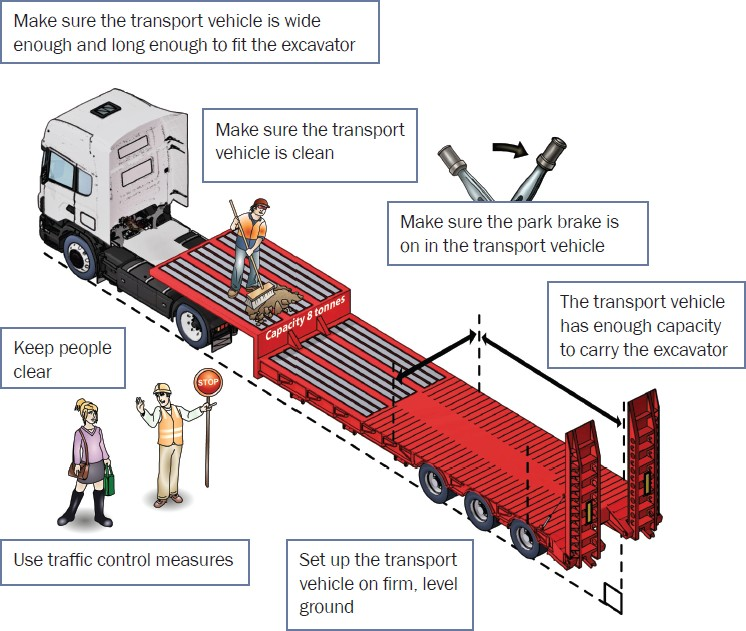 Make sure the transport vehicle is wide
enough and long enough to fit the excavator
Make sure the transport
vehicle is clean
Make sure the park brake is
on in the transport vehicle
The transport vehicle
has enough capacity
to carry the excavator
Capacity 8 tonnes
Keep people
clear
STOP
Use traffic control measures
Set up the transport
vehicle on firm, level
ground